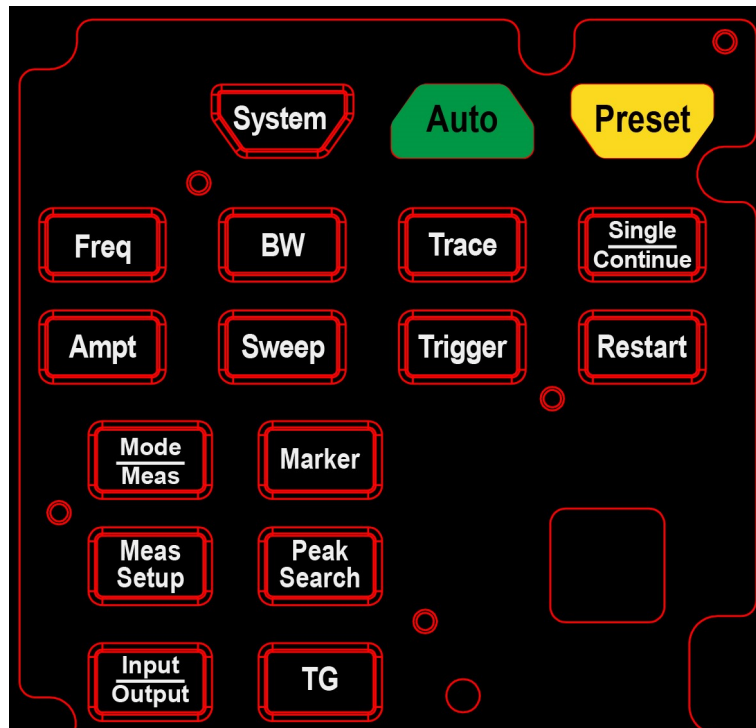 System
Auto
Preset
Freq
BW
Trace
Single
Continue
Ampt
Sweep
Trigger
Restart
Mode
Meas
Marker
Meas
Setup
Peak
Search
Input
Output
TG